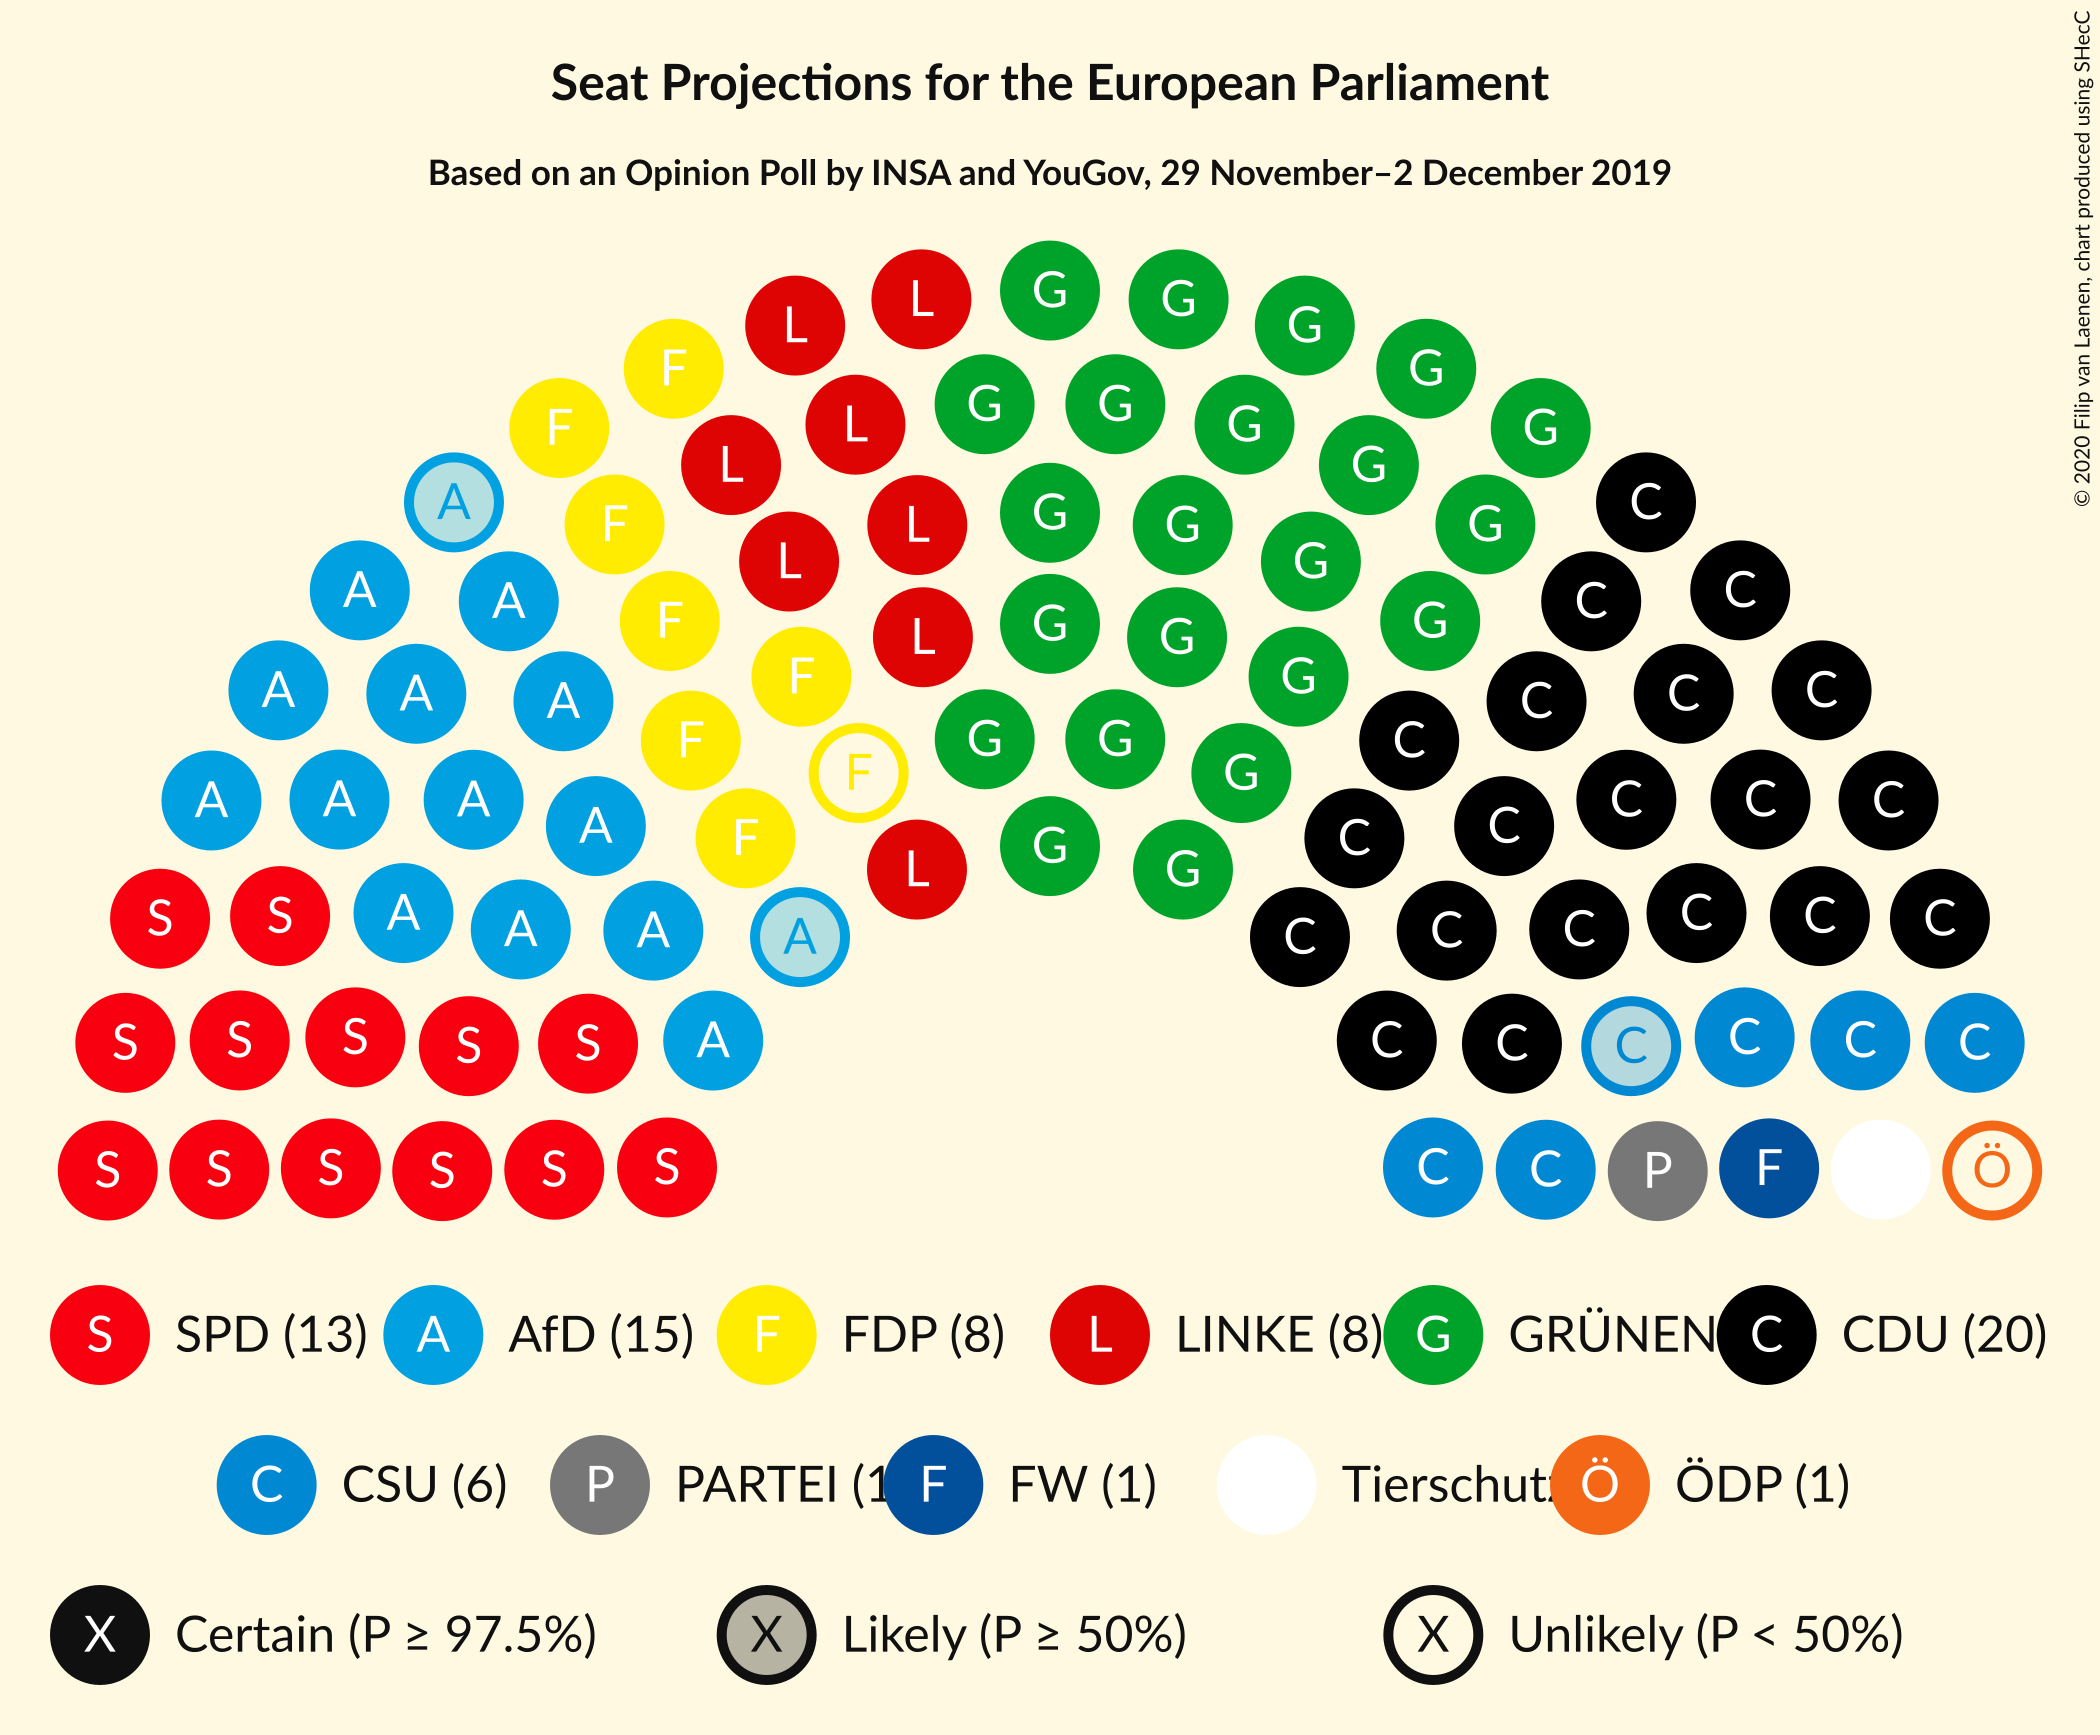 Seat Projections for the European Parliament
Based on an Opinion Poll by INSA and YouGov, 29 November–2 December 2019
© 2020 Filip van Laenen, chart produced using SHecC
L G G
L G
F G
L G G
F L G G
A F C
L G G
F G
A A L G C
F L G G C
A A A F G C
F L G G C C
A A A F G C C C
A F G G C C C
A A F C C
S S A A A F L G G C C C C C
A C
S S S S S A C C C C C C
S S S S S S C C P F Ö
S SPD (13) A AfD (15) F FDP (8) L LINKE (8) G GRÜNEN C CDU (20)
C CSU (6) P PARTEI (1 F FW (1) Tierschutz Ö ÖDP (1)
X Certain (P ≥ 97.5%) X Likely (P ≥ 50%) X Unlikely (P < 50%)